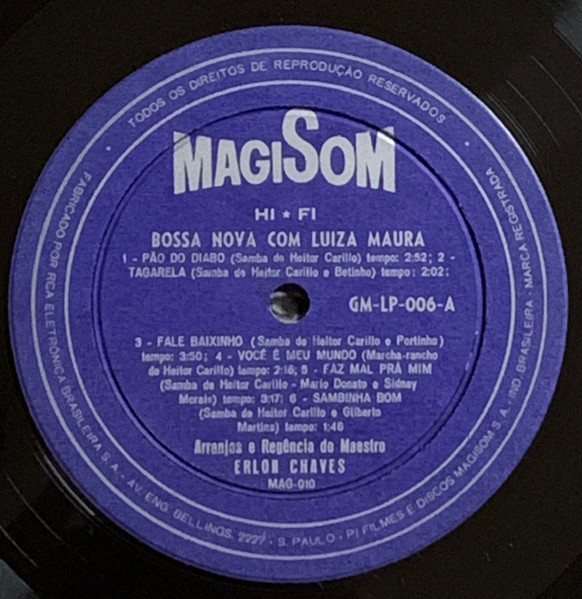 TODOS OS DIREITOS DE REPRODUÇÃO RESERVADOS
MAGISOM
HI ★ FI
BOSSA NOVA COM LUIZA MAURA
1 - PÃO DO DIABO (Samba de Heitor Carillo) tempo: 2:52; 2 -
TAGARELA (Samba de Heitor Carillo e Betinho) tempo: 2:02;
GM-LP-006-A
3 - FALE BAIXINHO (Samba de Heitor Carillo e Portinho)
tempo: 3:50; 4 - VOCÊ É MEU MUNDO (Marcha-rancho
de Heitor Carillo) tempo: 2:16; 5 - FAZ MAL PRÁ MIM
(Samba de Heitor Carillo - Mario Donato e Sidney
Morais) tempo: 3:17; 6 - SAMBINHA BOM
(Samba de Heitor Carillo e Gilberto
Martins) tempo: 1:46
Arranjos e Regência do Maestro
ERLON CHAVES
MAG-010
FABRICADO POR RCA ELETRÔNICA BRASILEIRA S. A. - AV. ENG. BELLINGS, 2227 - S. PAULO - P/ FILMES E DISCOS MAGISOM S. A. - IND. BRASILEIRA - MARCA REGISTRADA